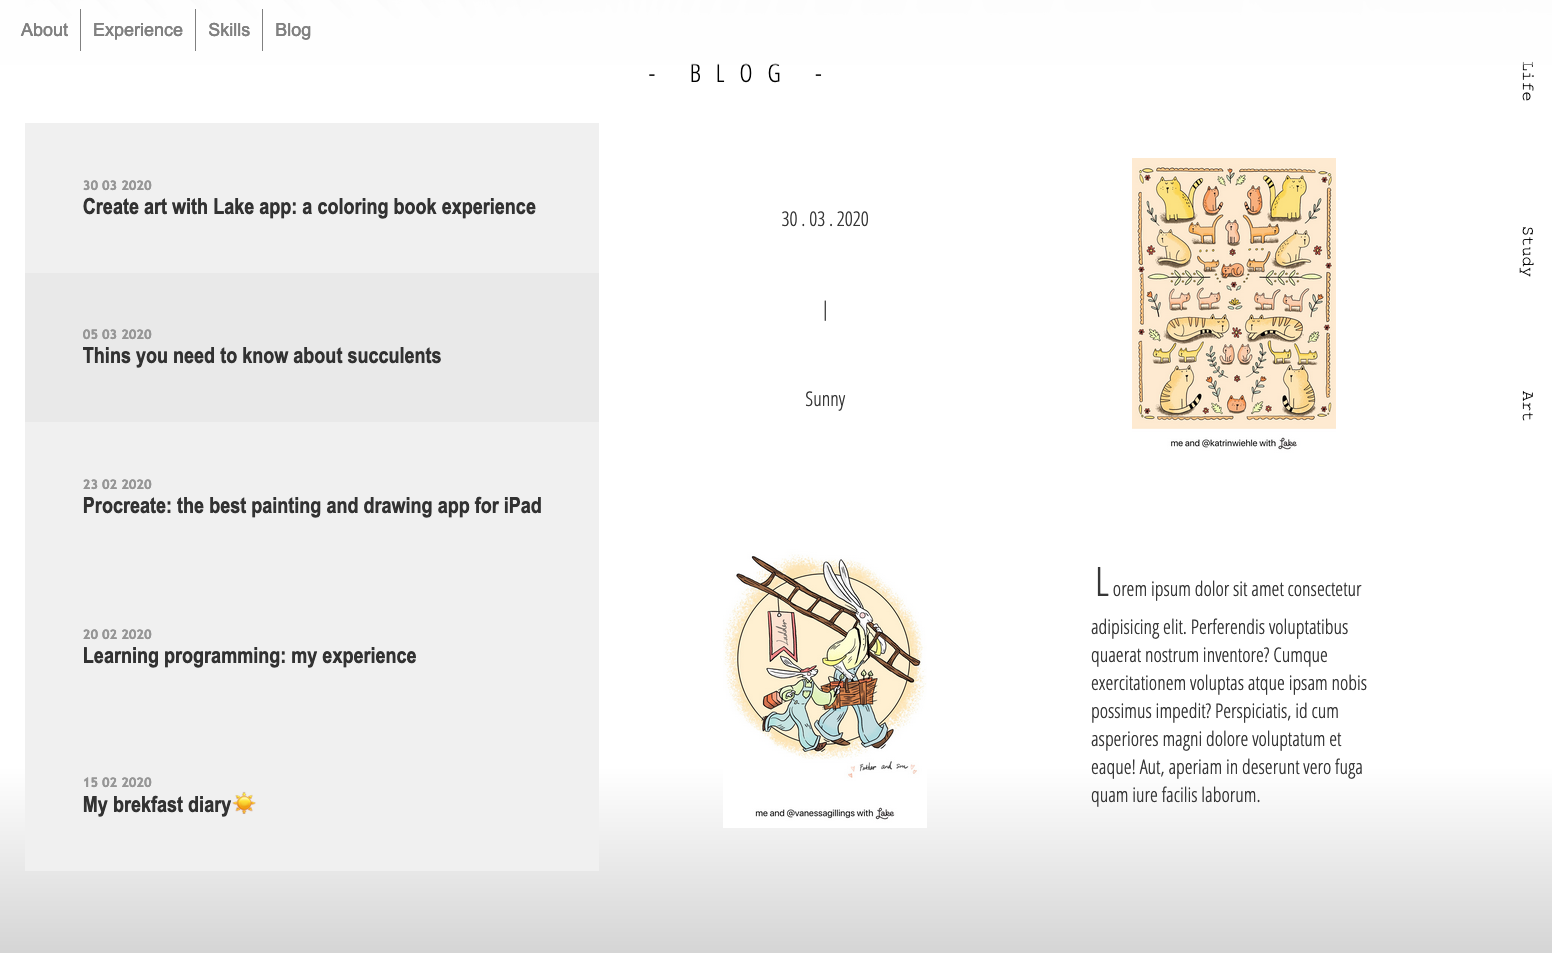 About
Experience
Skills
Blog
- BLOG -
30 03 2020
Create art with Lake app: a coloring book experience
05 03 2020
Thins you need to know about succulents
23 02 2020
Procreate: the best painting and drawing app for iPad
20 02 2020
Learning programming: my experience
15 02 2020
My brekfast diary☀️
30 . 03 . 2020
|
Sunny
me and @katrinwiehle with Lake
Ladder
Father and Son
me and @vanessagillings with Lake
Lorem ipsum dolor sit amet consectetur
adipisicing elit. Perferendis voluptatibus
quaerat nostrum inventore? Cumque
exercitationem voluptas atque ipsam nobis
possimus impedit? Perspiciatis, id cum
asperiores magni dolore voluptatum et
eaque! Aut, aperiam in deserunt vero fuga
quam iure facilis laborum.
Life
Study
Art